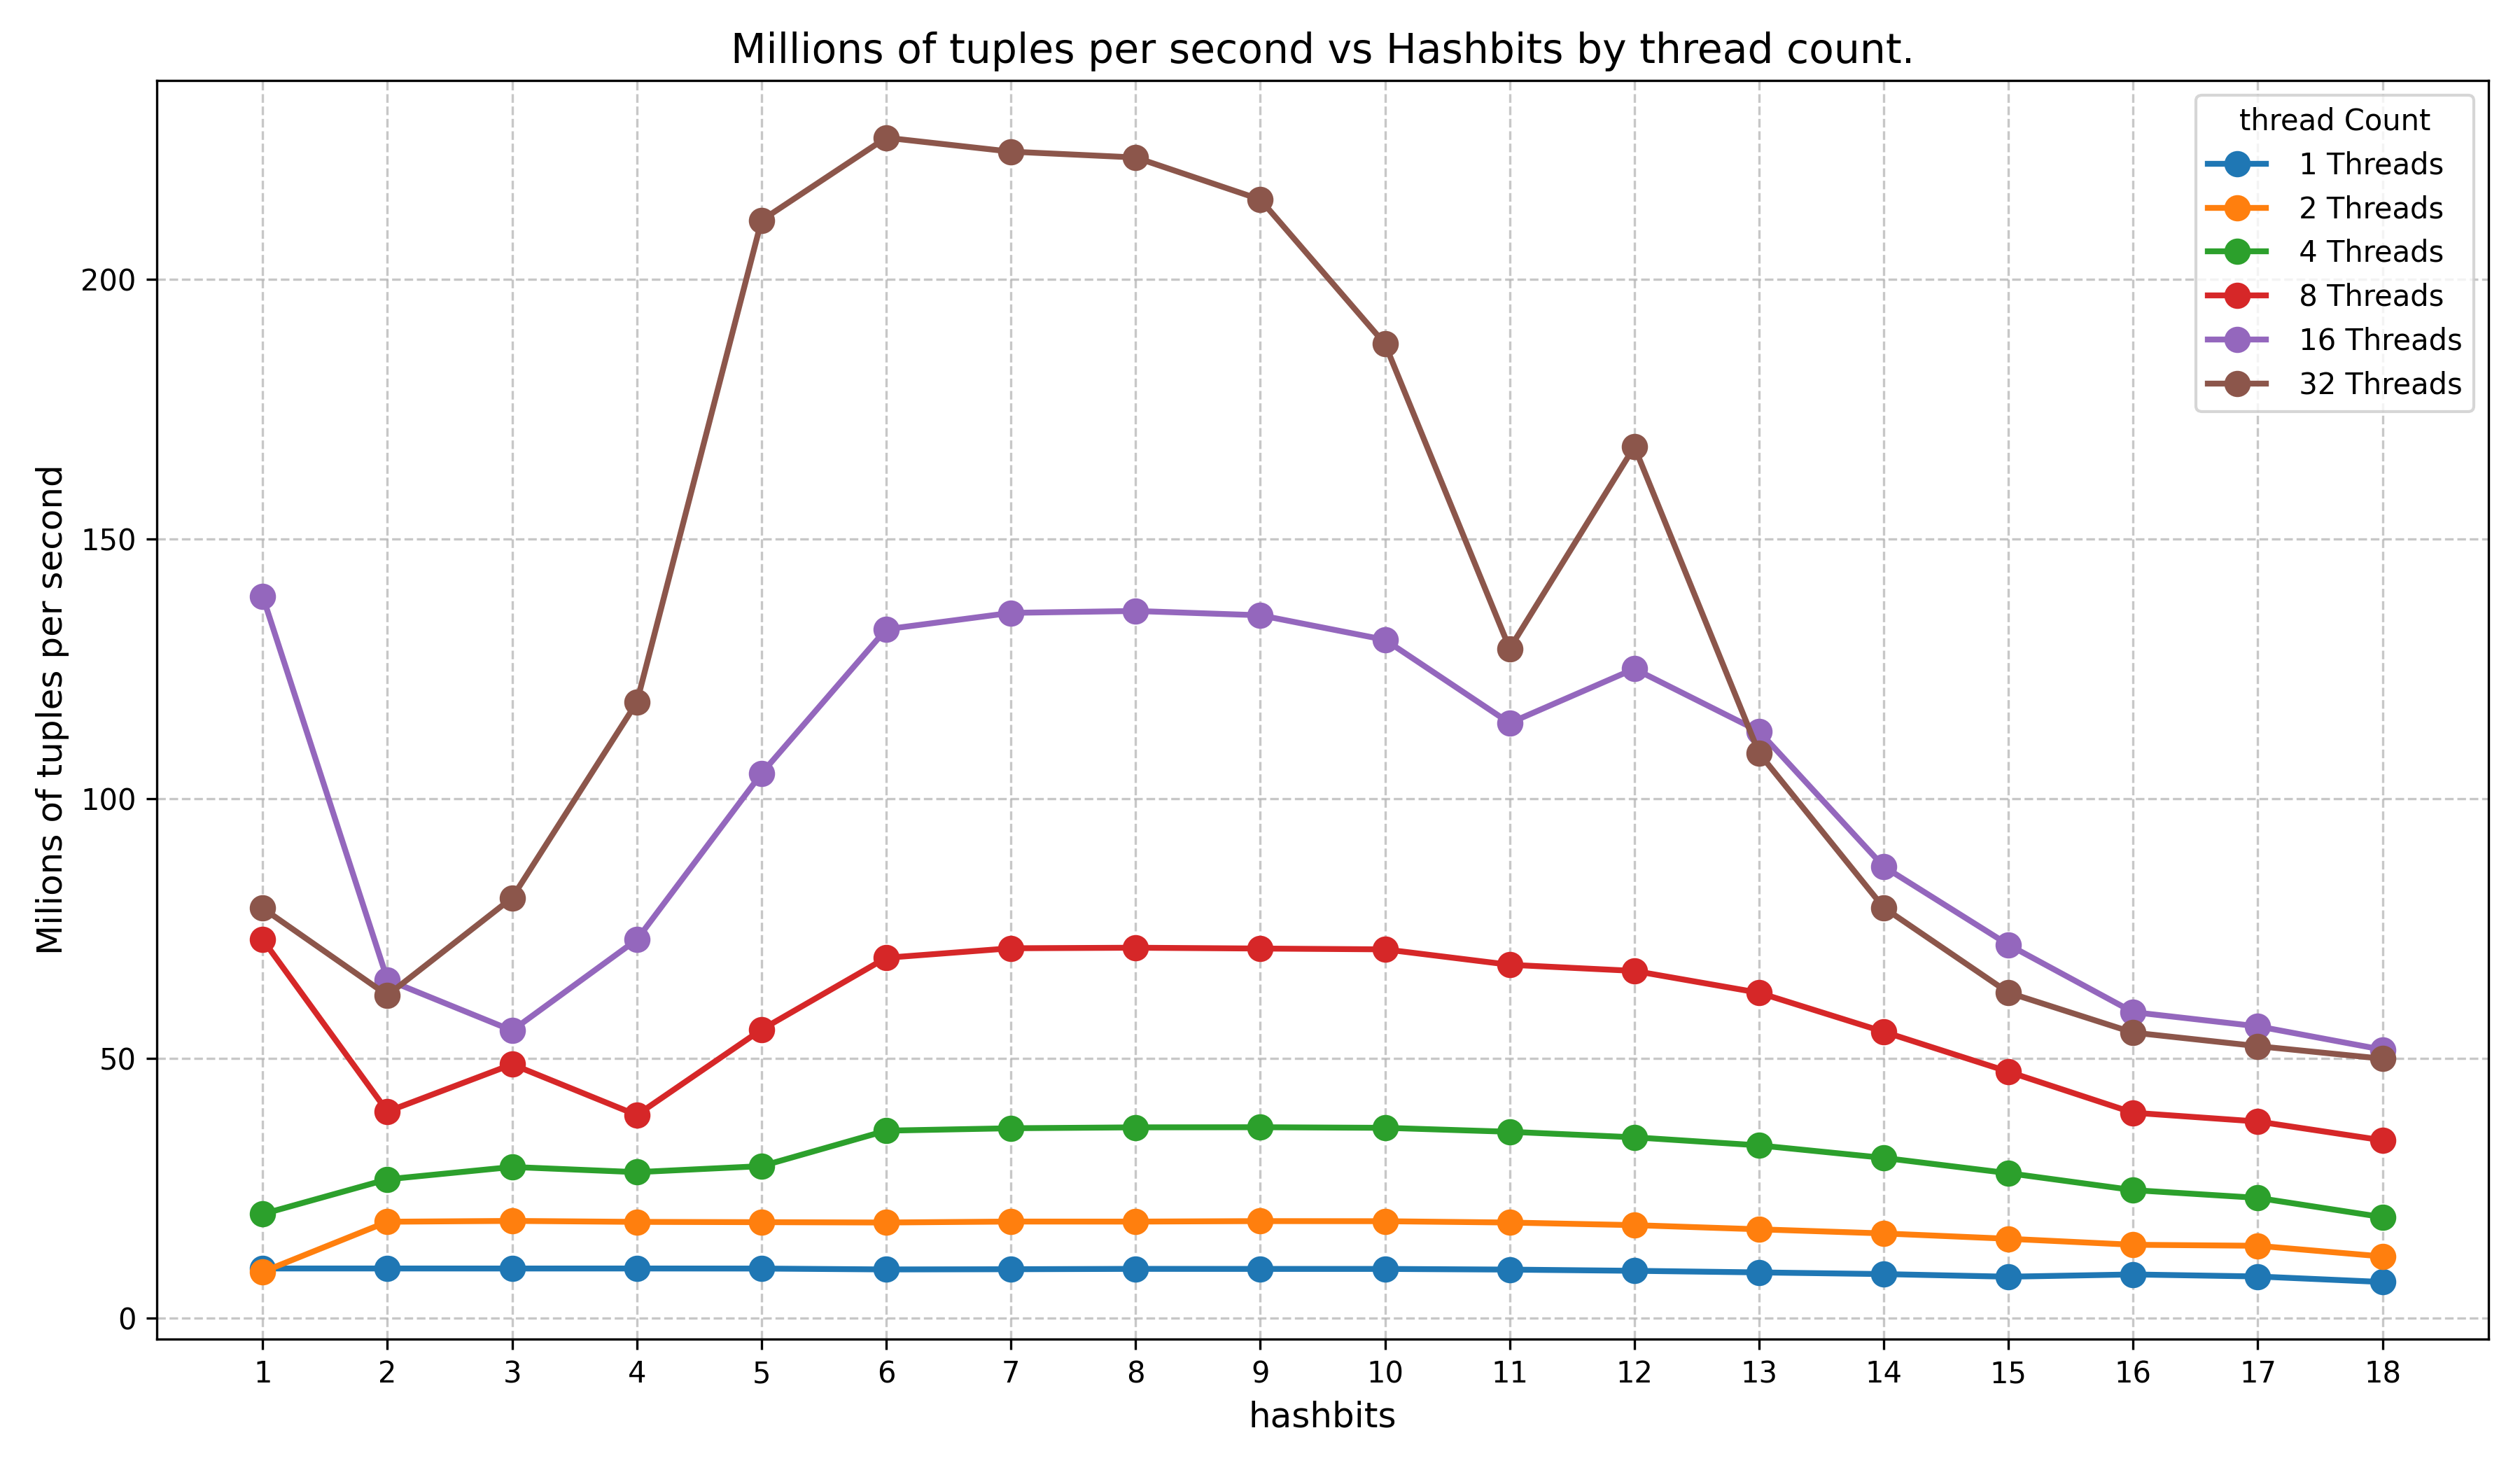 Millions of tuples per second vs Hashbits by thread count.
thread Count
1 Threads
2 Threads
4 Threads
8 Threads
16 Threads
32 Threads
Milions of tuples per second
200
150
100
50
0
1 2 3 4 5 6 7 8 9 10 11 12 13 14 15 16 17 18
hashbits